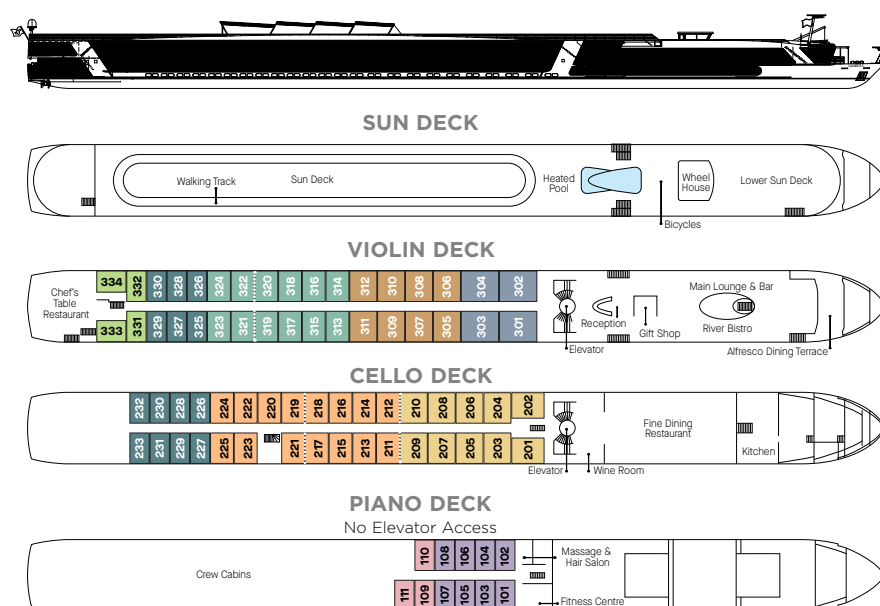 SUN DECK
Walking Track
Sun Deck
Heated
Pool
Wheel
House
Lower Sun Deck
Bicycles
VIOLIN DECK
Chef's
Table
Restaurant
334 332 330 328 326 324 322 320 318 316 314 312 310 308 306 304 302
333 331 329 327 325 323 321 319 317 315 313 311 309 307 305 303 301
Elevator
Reception
Gift Shop
Main Lounge & Bar
River Bistro
Alfresco Dining Terrace
CELLO DECK
232 230 228 226 224 222 220 219 218 216 214 212 210 208 206 204 202
233 231 229 227 225 223 221 217 215 213 211 209 207 205 203 201
Elevator
Wine Room
Fine Dining
Restaurant
Kitchen
PIANO DECK
No Elevator Access
Crew Cabins
110 108 106 104 102
111 109 107 105 103 101
Massage &
Hair Salon
Fitness Centre